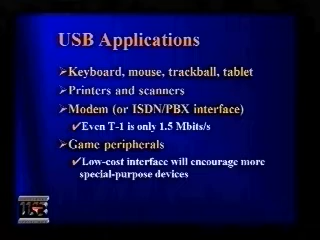 USB Applications
➢Keyboard, mouse, trackball, tablet
➢Printers and scanners
➢Modem (or ISDN/PBX interface)
✔Even T-1 is only 1.5 Mbits/s
➢Game peripherals
✔Low-cost interface will encourage more
special-purpose devices